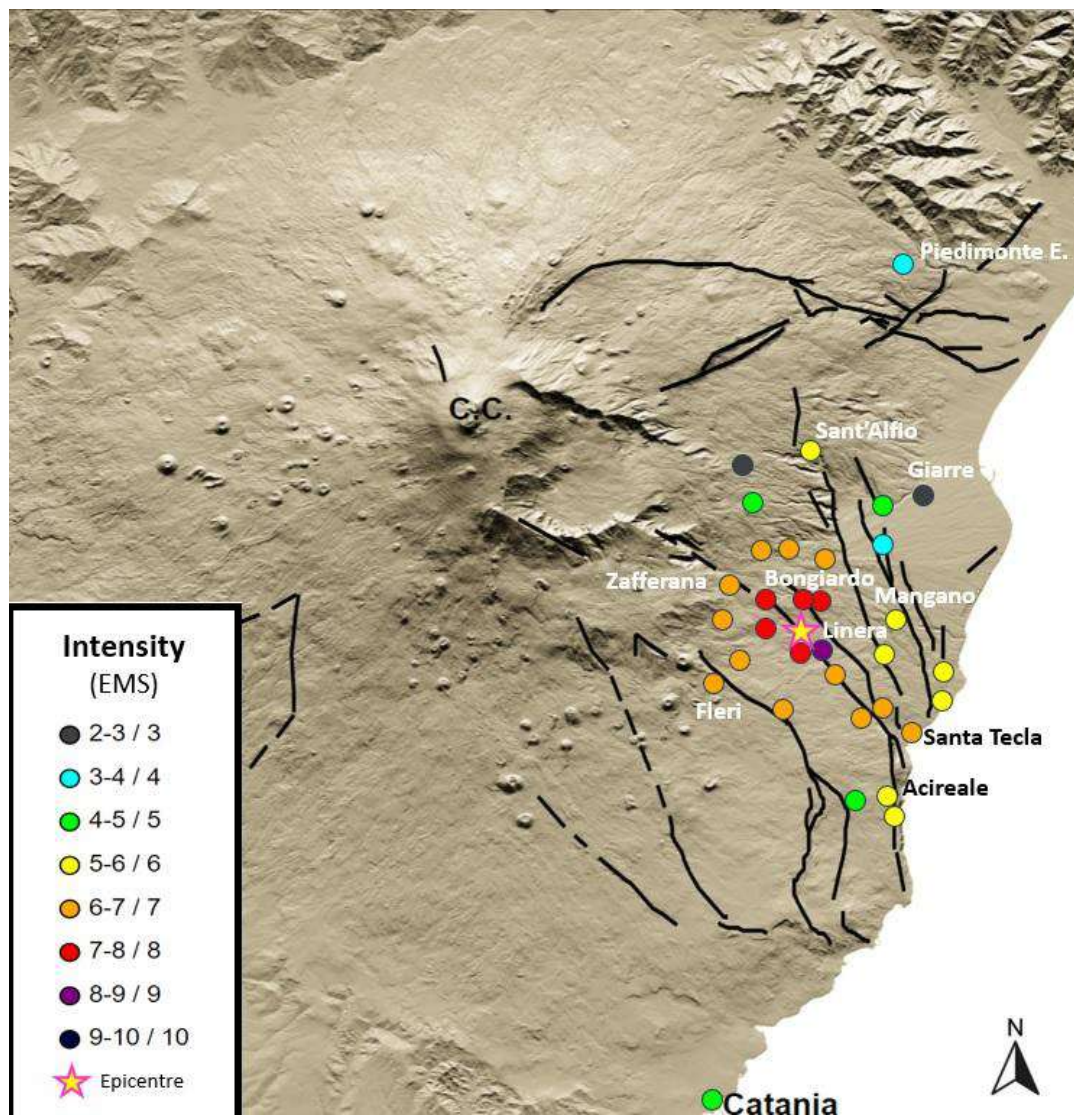 Piedimonte E.
C.C.
Sant'Alfio
Giarre
Zafferana
Bongiardo
Mangano
Linera
Fleri
Santa Tecla
Acireale
Catania
N
Intensity
(EMS)
2-3 / 3
3-4 / 4
4-5 / 5
5-6 / 6
6-7 / 7
7-8 / 8
8-9 / 9
9-10 / 10
Epicentre